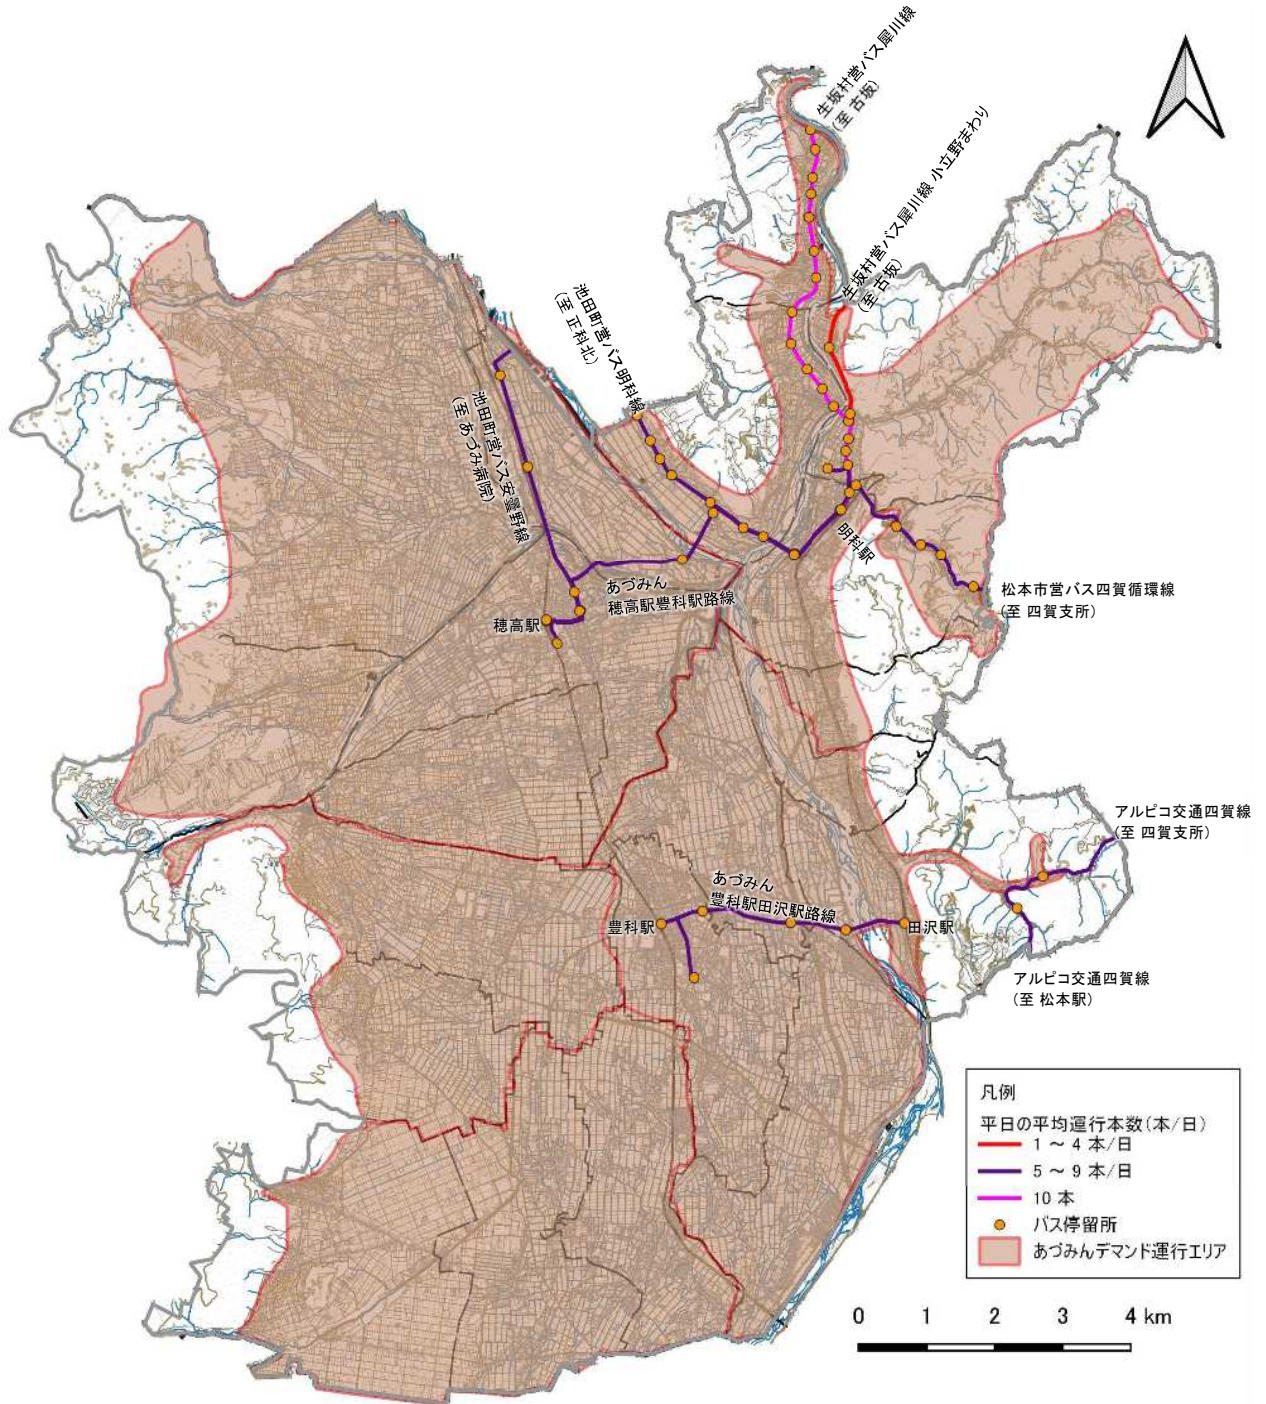 生坂村営バス犀川線
(至 古坂)
生坂村営バス犀川線 小立野まわり
(至 古坂)
池田町営バス明科線
(至 正科北)
池田町営バス安曇野線
(至 あづみ病院)
明科駅
あづみん
穂高駅豊科駅路線
穂高駅
松本市営バス四賀循環線
(至 四賀支所)
アルピコ交通四賀線
(至 四賀支所)
あづみん
豊科駅田沢駅路線
豊科駅
田沢駅
アルピコ交通四賀線
(至 松本駅)
凡例
平日の平均運行本数(本/日)
1 ～ 4 本/日
5 ～ 9 本/日
10 本
バス停留所
あづみんデマンド運行エリア
0 1 2 3 4 km